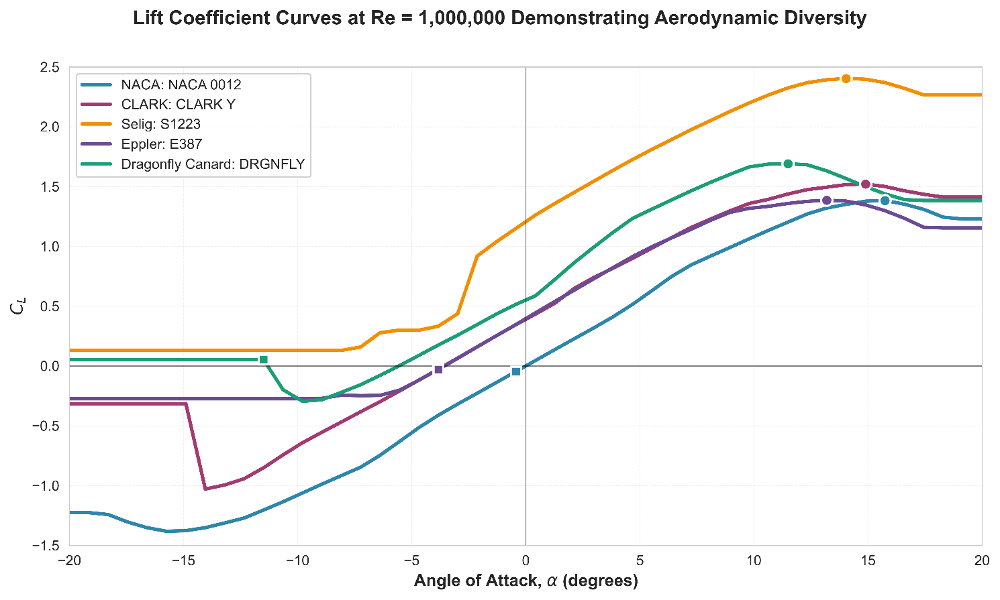 Lift Coefficient Curves at Re = 1,000,000 Demonstrating Aerodynamic Diversity
2.5
2.0
1.5
1.0
0.5
0.0
−0.5
−1.0
−1.5
C_L
NACA: NACA 0012
CLARK: CLARK Y
Selig: S1223
Eppler: E387
Dragonfly Canard: DRGNFLY
−20 −15 −10 −5 0 5 10 15 20
Angle of Attack, α (degrees)